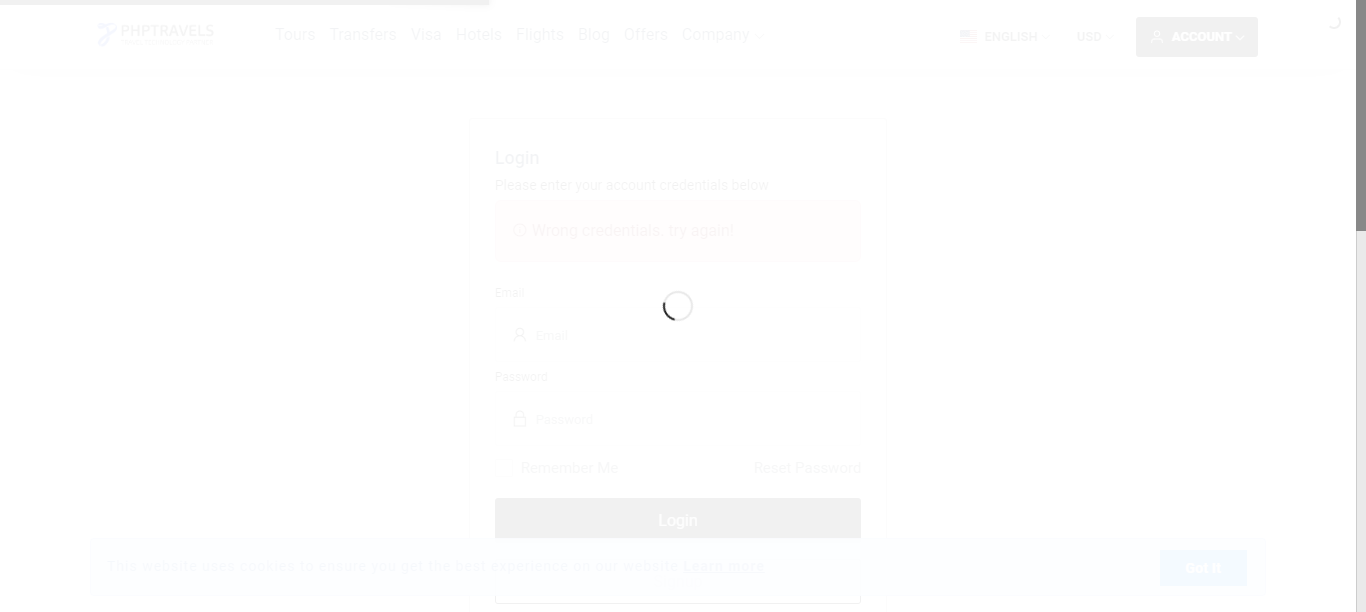 PHPTRAVELS
Tours Transfers Visa Hotels Flights Blog Offers Company
ENGLISH USD ACCOUNT
Login
Please enter your account credentials below
Wrong credentials. try again!
Email
Email
Password
Password
Remember Me Reset Password
Login
This website uses cookies to ensure you get the best experience on our website Learn more
Got It